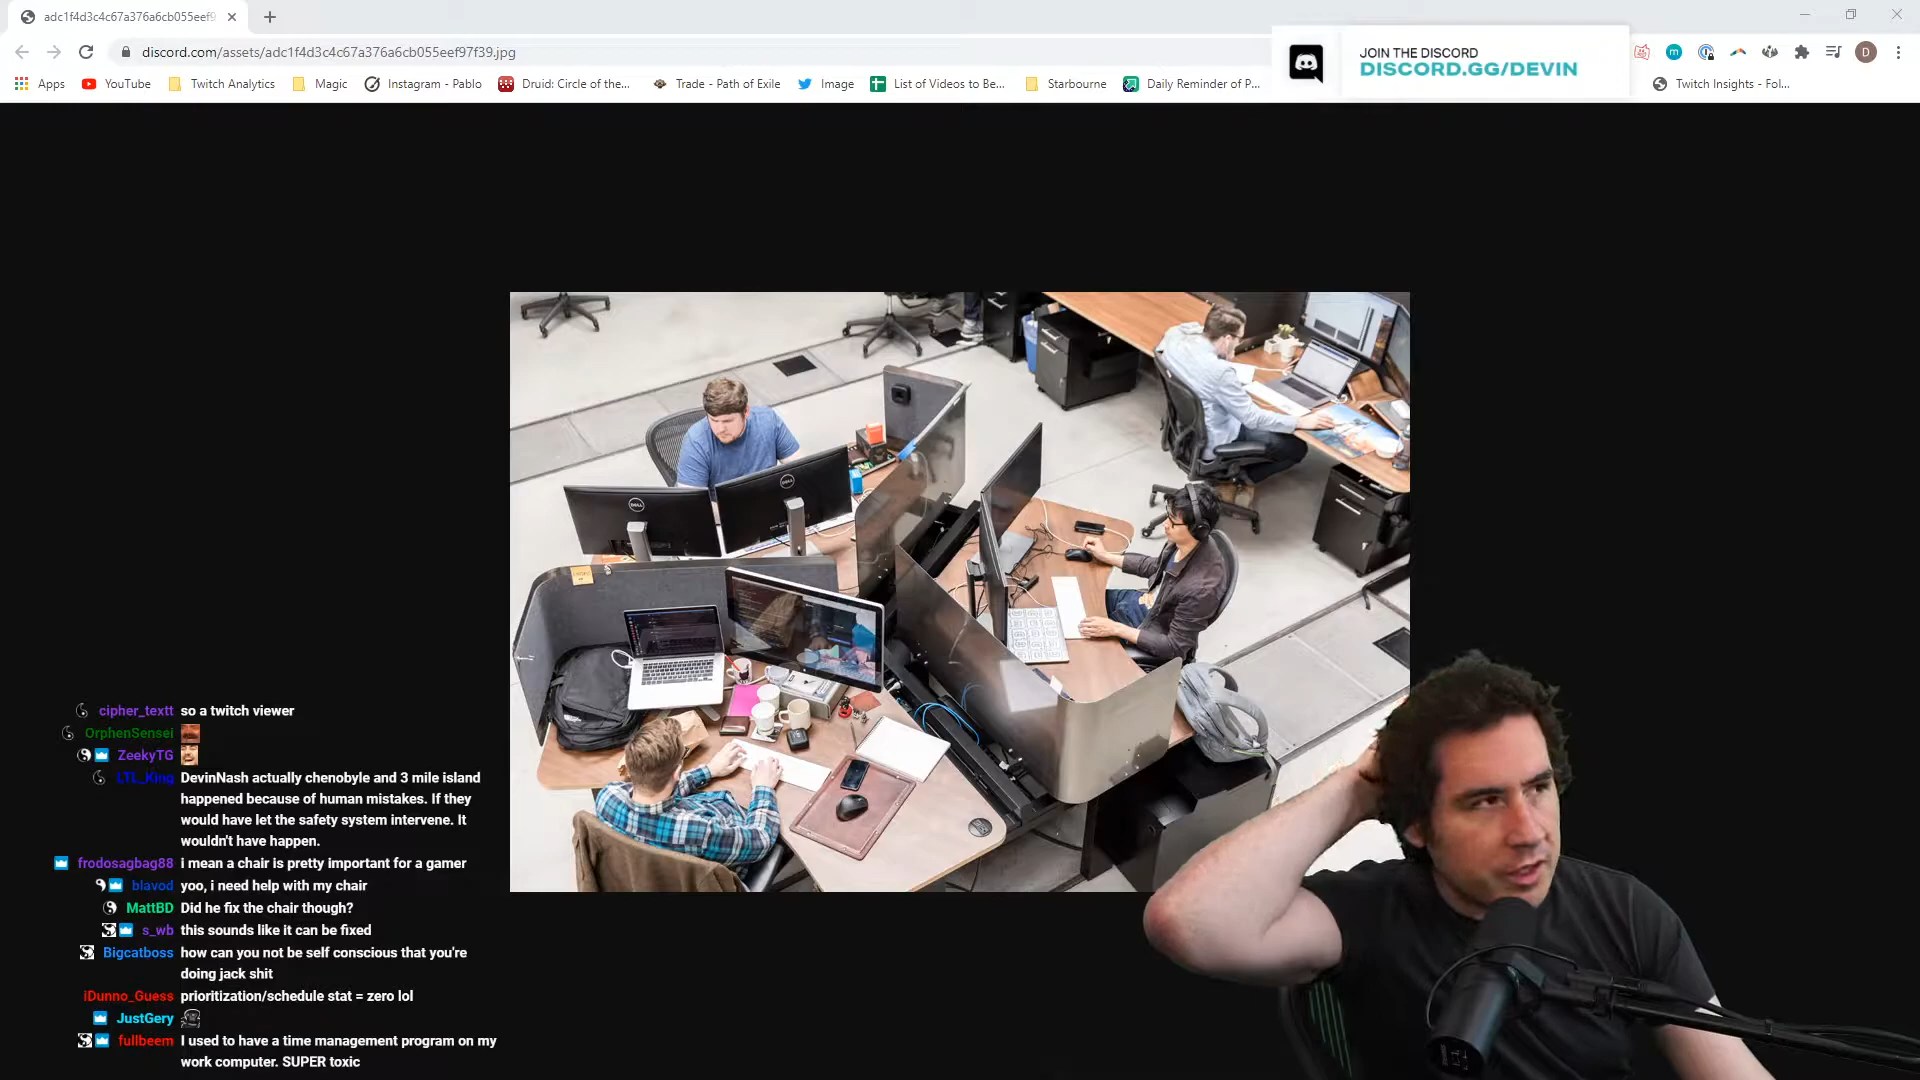 adc1f4d3c4c67a376a6cb055eef9
discord.com/assets/adc1f4d3c4c67a376a6cb055eef97f39.jpg
JOIN THE DISCORD
DISCORD.GG/DEVIN
m
D
Apps YouTube Twitch Analytics Magic Instagram - Pablo Druid: Circle of the... Trade - Path of Exile Image List of Videos to Be... Starbourne Daily Reminder of P... Twitch Insights - Fol...
DELL
DELL
cipher_textt so a twitch viewer
OrphenSensei
ZeekyTG
LTL_King DevinNash actually chenobyle and 3 mile island
happened because of human mistakes. If they
would have let the safety system intervene. It
wouldn't have happen.
frodosagbag88 i mean a chair is pretty important for a gamer
blavod yoo, i need help with my chair
MattBD Did he fix the chair though?
s_wb this sounds like it can be fixed
Bigcatboss how can you not be self conscious that you're
doing jack shit
iDunno_Guess prioritization/schedule stat = zero lol
JustGery
fullbeem I used to have a time management program on my
work computer. SUPER toxic